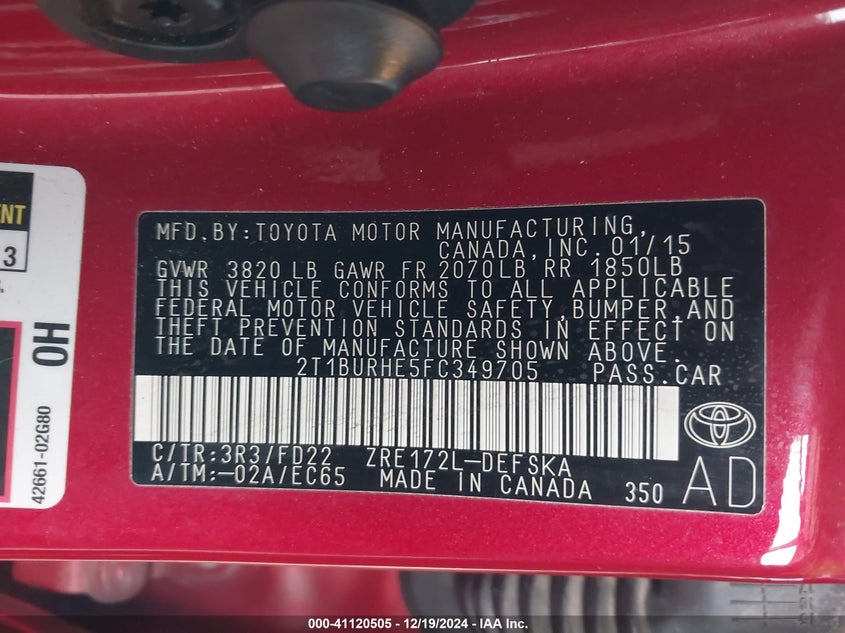 MFD.BY:TOYOTA MOTOR MANUFACTURING,
CANADA,INC. 01/15
GVWR 3820 LB GAWR FR 2070LB RR 1850LB
THIS VEHICLE CONFORMS TO ALL APPLICABLE
FEDERAL MOTOR VEHICLE SAFETY,BUMPER,AND
THEFT PREVENTION STANDARDS IN EFFECT ON
THE DATE OF MANUFACTURE SHOWN ABOVE.
2T1BURHE5FC349705 PASS.CAR
C/TR:3R3/FD22 ZRE172L-DEFSKA
A/TM:-02A/EC65 MADE IN CANADA 350 AD
13
OH
42661-02G80
000-41120505 - 12/19/2024 - IAA Inc.